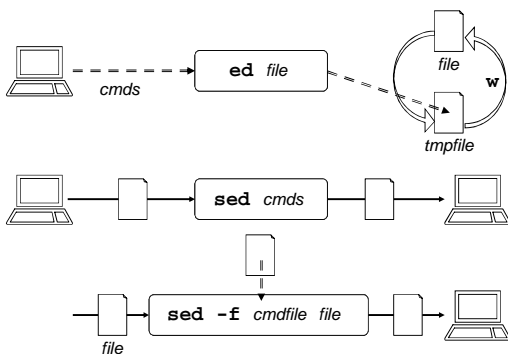 ed file
cmds
file
w
tmpfile
sed cmds
sed -f cmdfile file
file